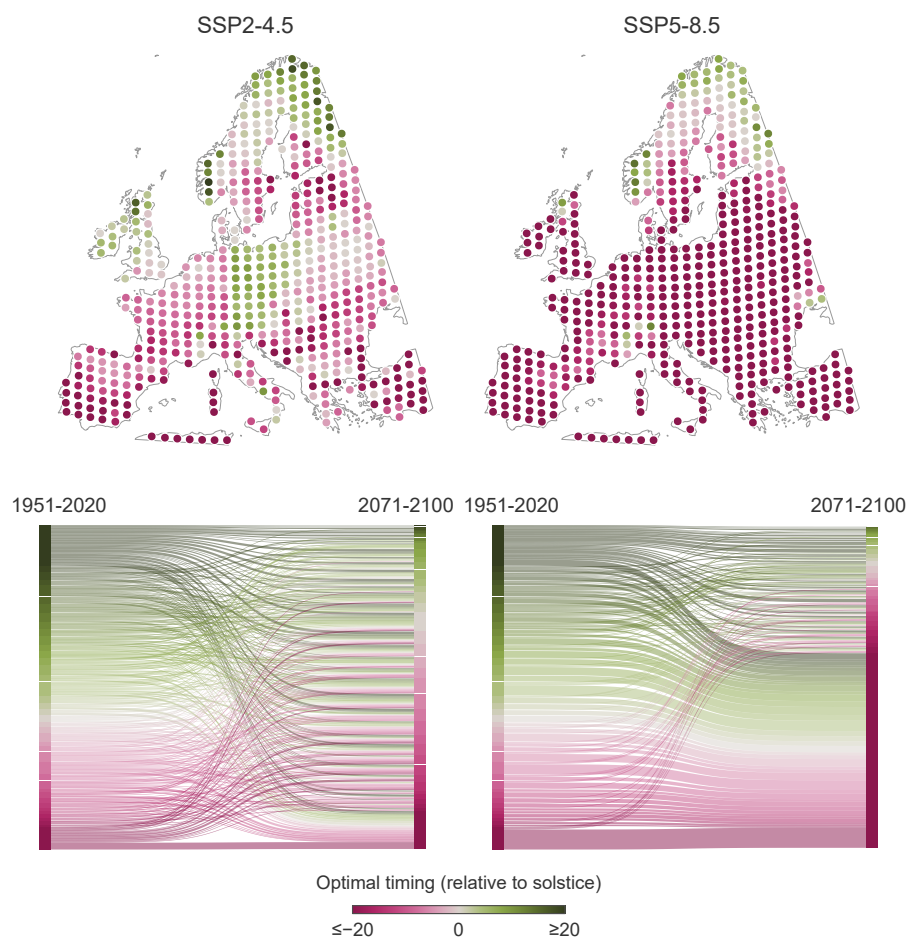 SSP2-4.5 SSP5-8.5
1951-2020 2071-2100 1951-2020 2071-2100
Optimal timing (relative to solstice)
≤−20 0 ≥20